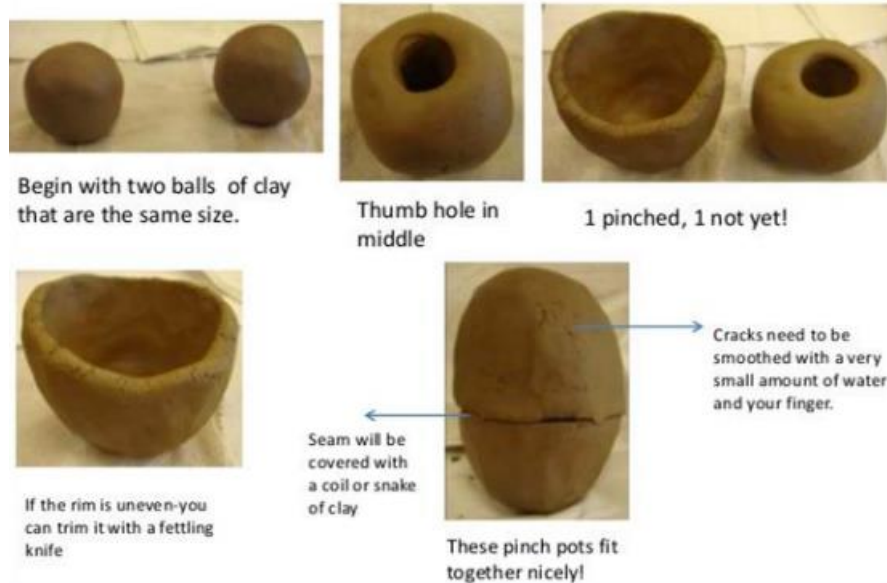 Begin with two balls of clay
that are the same size.
Thumb hole in
middle
1 pinched, 1 not yet!
If the rim is uneven-you
can trim it with a fettling
knife
Seam will be
covered with
a coil or snake
of clay
Cracks need to be
smoothed with a very
small amount of water
and your finger.
These pinch pots fit
together nicely!